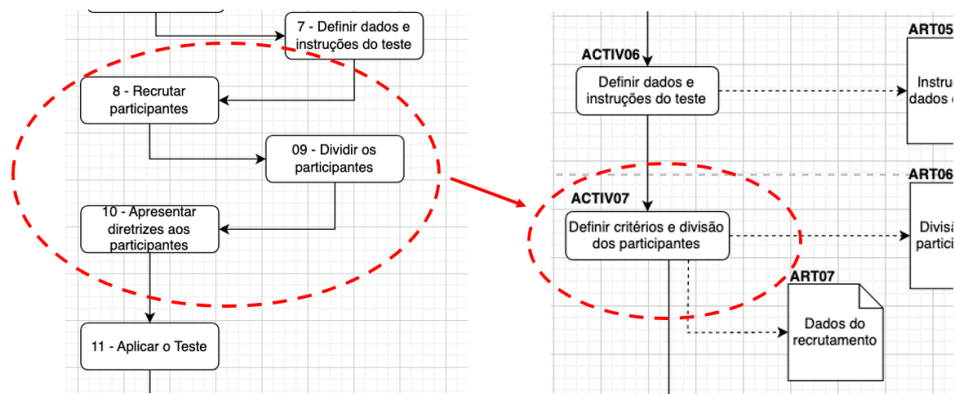 7 - Definir dados e
instruções do teste
8 - Recrutar
participantes
09 - Dividir os
participantes
10 - Apresentar
diretrizes aos
participantes
11 - Aplicar o Teste
ACTIV06
Definir dados e
instruções do teste
ART05
dados
ACTIV07
Definir critérios e divisão
dos participantes
ART06
ART07
Dados do
recrutamento